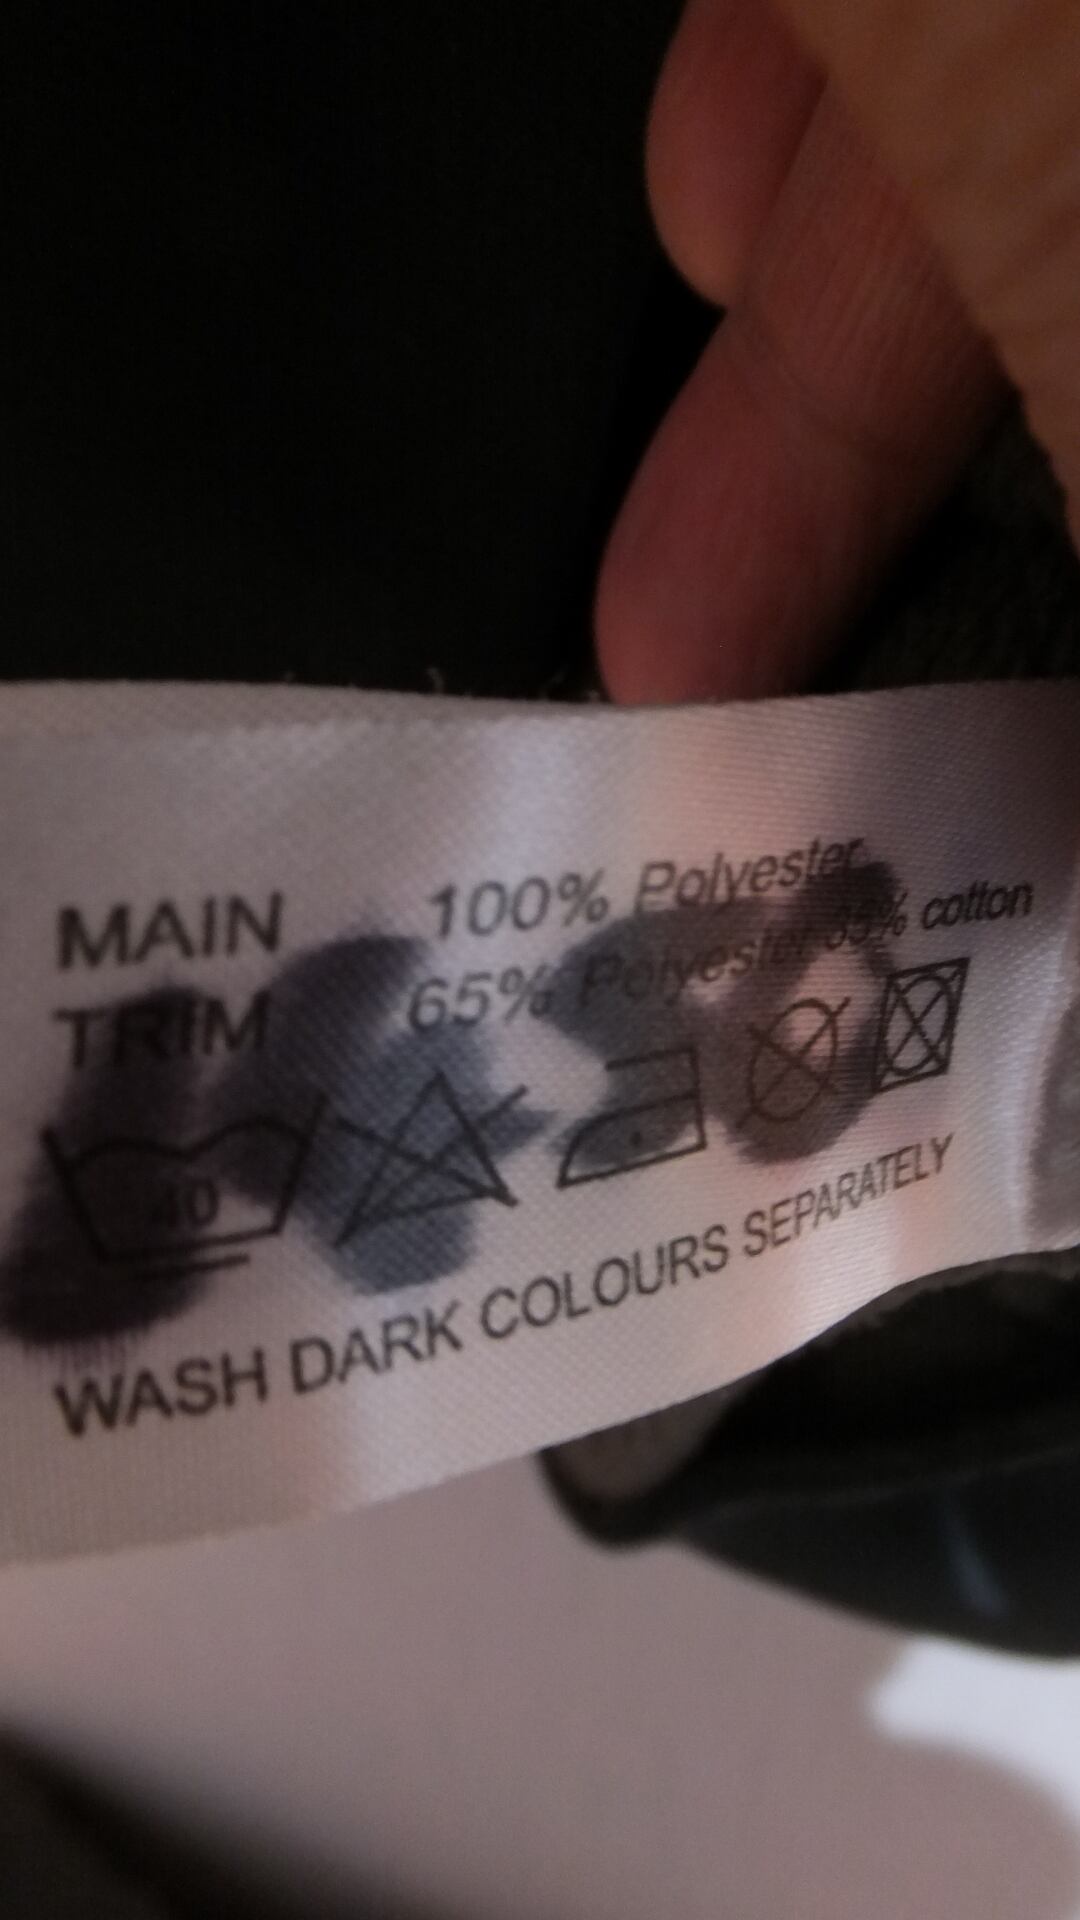 MAIN 100% Polyester
TRIM 65% Polyester 35% cotton
40
WASH DARK COLOURS SEPARATELY